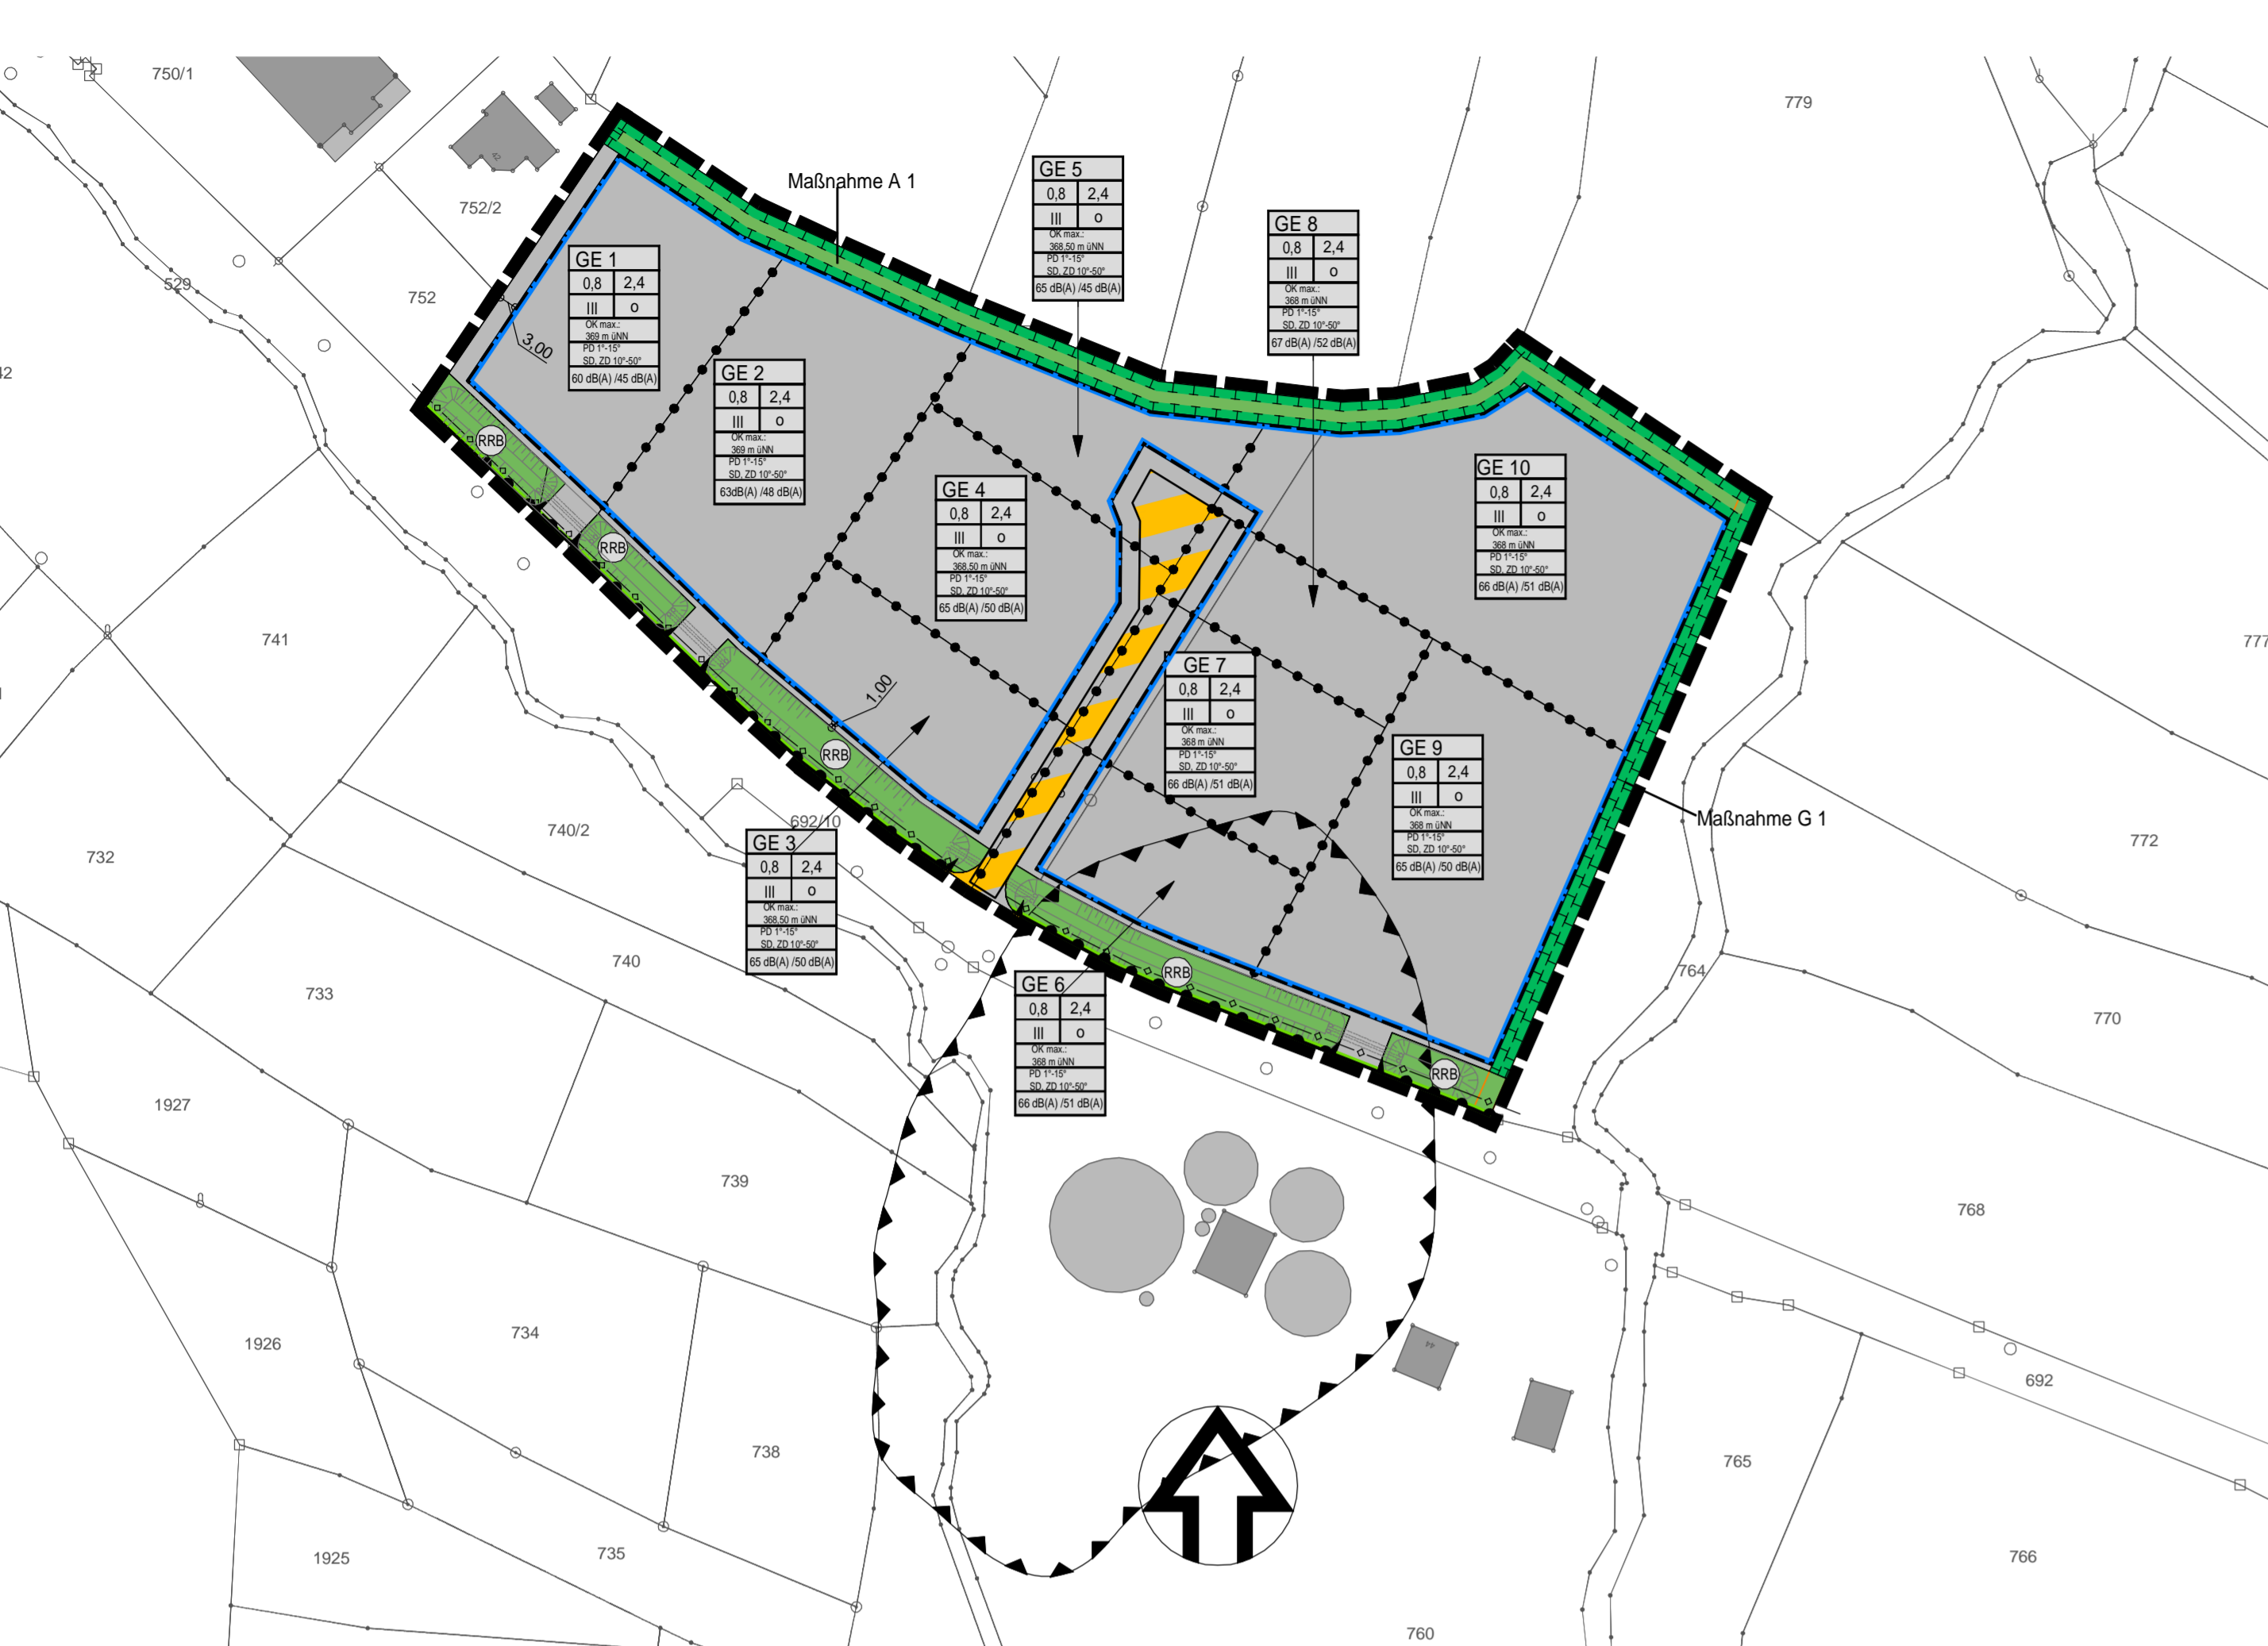 750/1
779
752/2
42
Maßnahme A 1
GE 5
0,8 2,4
III o
OK max.:
368,50 m üNN
PD 1°-15°
SD, ZD 10°-50°
65 dB(A) /45 dB(A)
GE 8
0,8 2,4
III o
OK max.:
368 m üNN
PD 1°-15°
SD, ZD 10°-50°
67 dB(A) /52 dB(A)
529
752
3,00
GE 1
0,8 2,4
III o
OK max.:
369 m üNN
PD 1°-15°
SD, ZD 10°-50°
60 dB(A) /45 dB(A)
GE 2
0,8 2,4
III o
OK max.:
369 m üNN
PD 1°-15°
SD, ZD 10°-50°
63dB(A) /48 dB(A)
GE 4
0,8 2,4
III o
OK max.:
368,50 m üNN
PD 1°-15°
SD, ZD 10°-50°
65 dB(A) /50 dB(A)
GE 10
0,8 2,4
III o
OK max.:
368 m üNN
PD 1°-15°
SD, ZD 10°-50°
66 dB(A) /51 dB(A)
RRB
RRB
741
777
GE 7
0,8 2,4
III o
OK max.:
368 m üNN
PD 1°-15°
SD, ZD 10°-50°
66 dB(A) /51 dB(A)
1,00
RRB
GE 9
0,8 2,4
III o
OK max.:
368 m üNN
PD 1°-15°
SD, ZD 10°-50°
65 dB(A) /50 dB(A)
Maßnahme G 1
732
740/2
692/10
772
GE 3
0,8 2,4
III o
OK max.:
368,50 m üNN
PD 1°-15°
SD, ZD 10°-50°
65 dB(A) /50 dB(A)
733
740
RRB
764
770
GE 6
0,8 2,4
III o
OK max.:
368 m üNN
PD 1°-15°
SD, ZD 10°-50°
66 dB(A) /51 dB(A)
RRB
1927
739
768
1926
734
44
692
738
765
1925
735
766
760